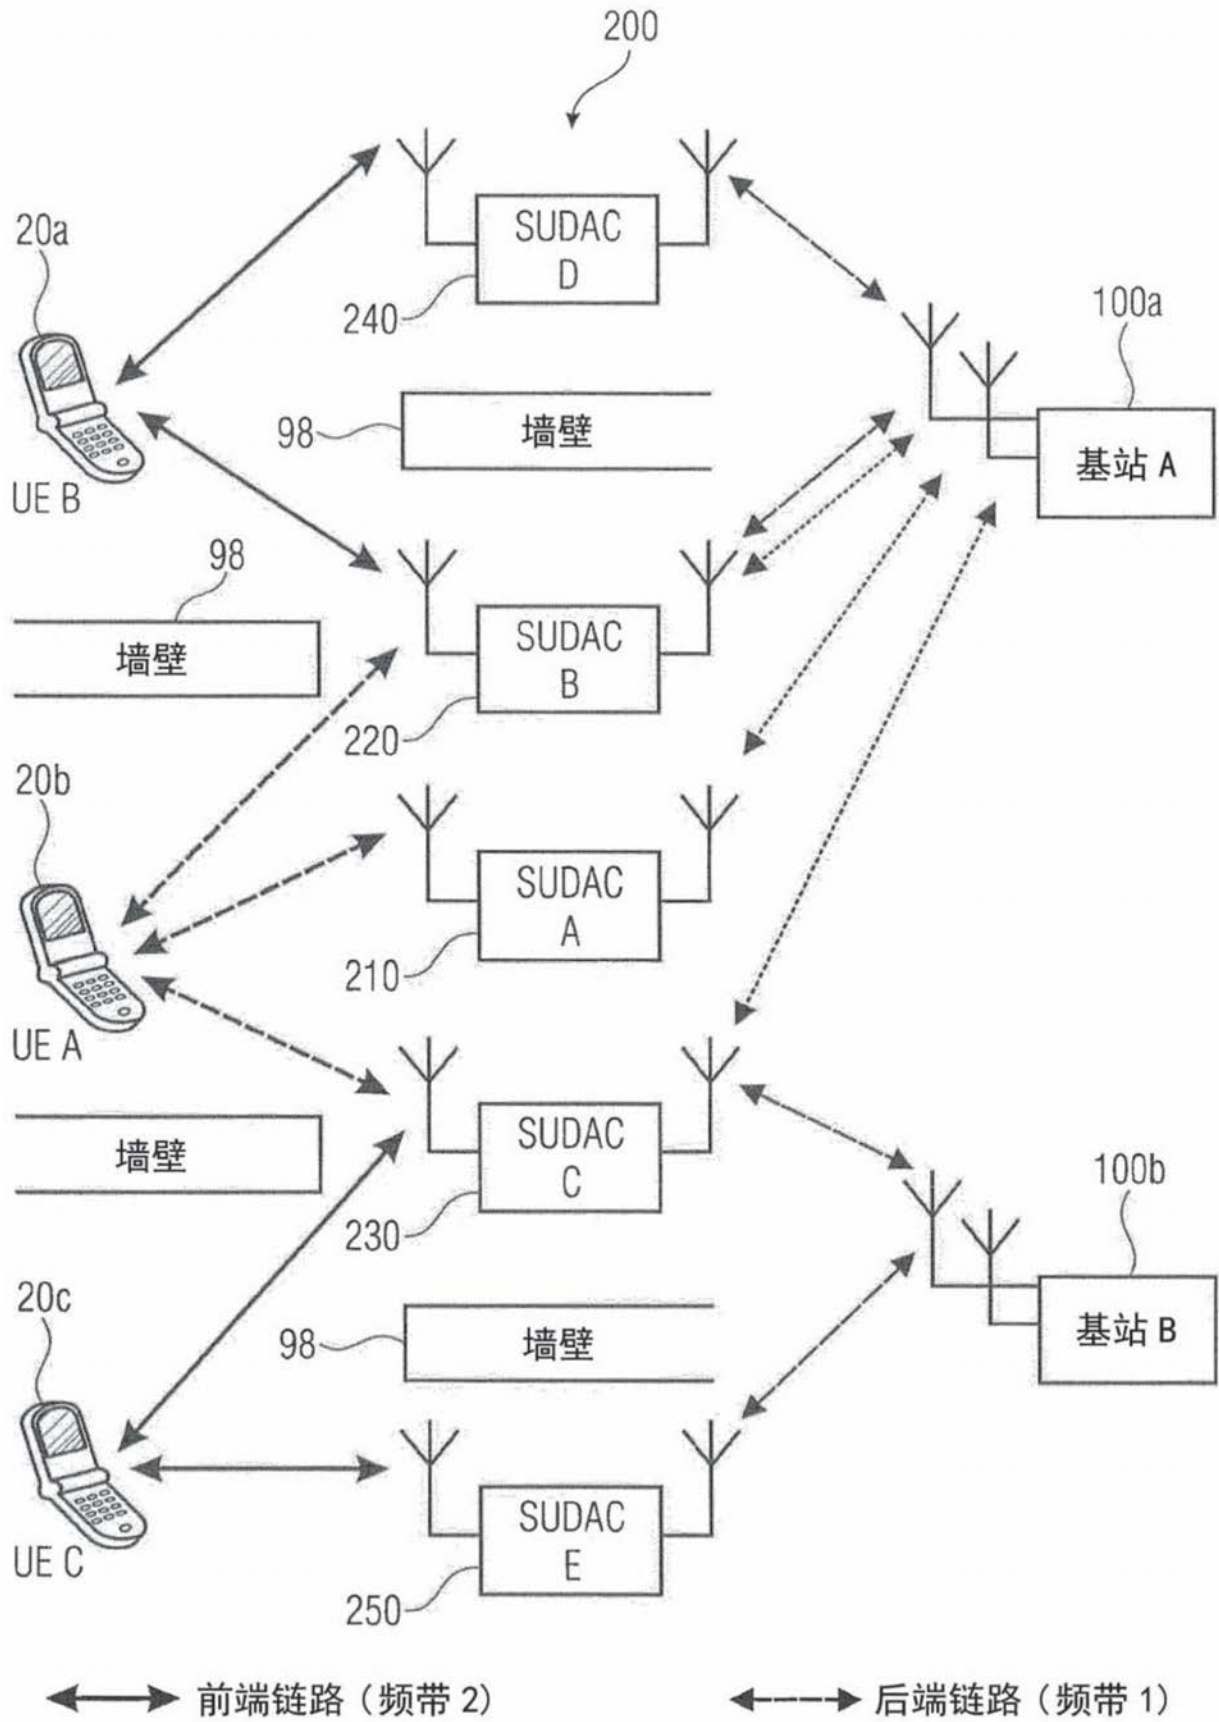 200
20a
SUDAC
D
240
100a
98
墙壁
基站 A
UE B
98
墙壁
SUDAC
B
220
20b
SUDAC
A
210
UE A
墙壁
SUDAC
C
230
100b
20c
98
墙壁
基站 B
SUDAC
E
UE C
250
前端链路（频带 2）
后端链路（频带 1）